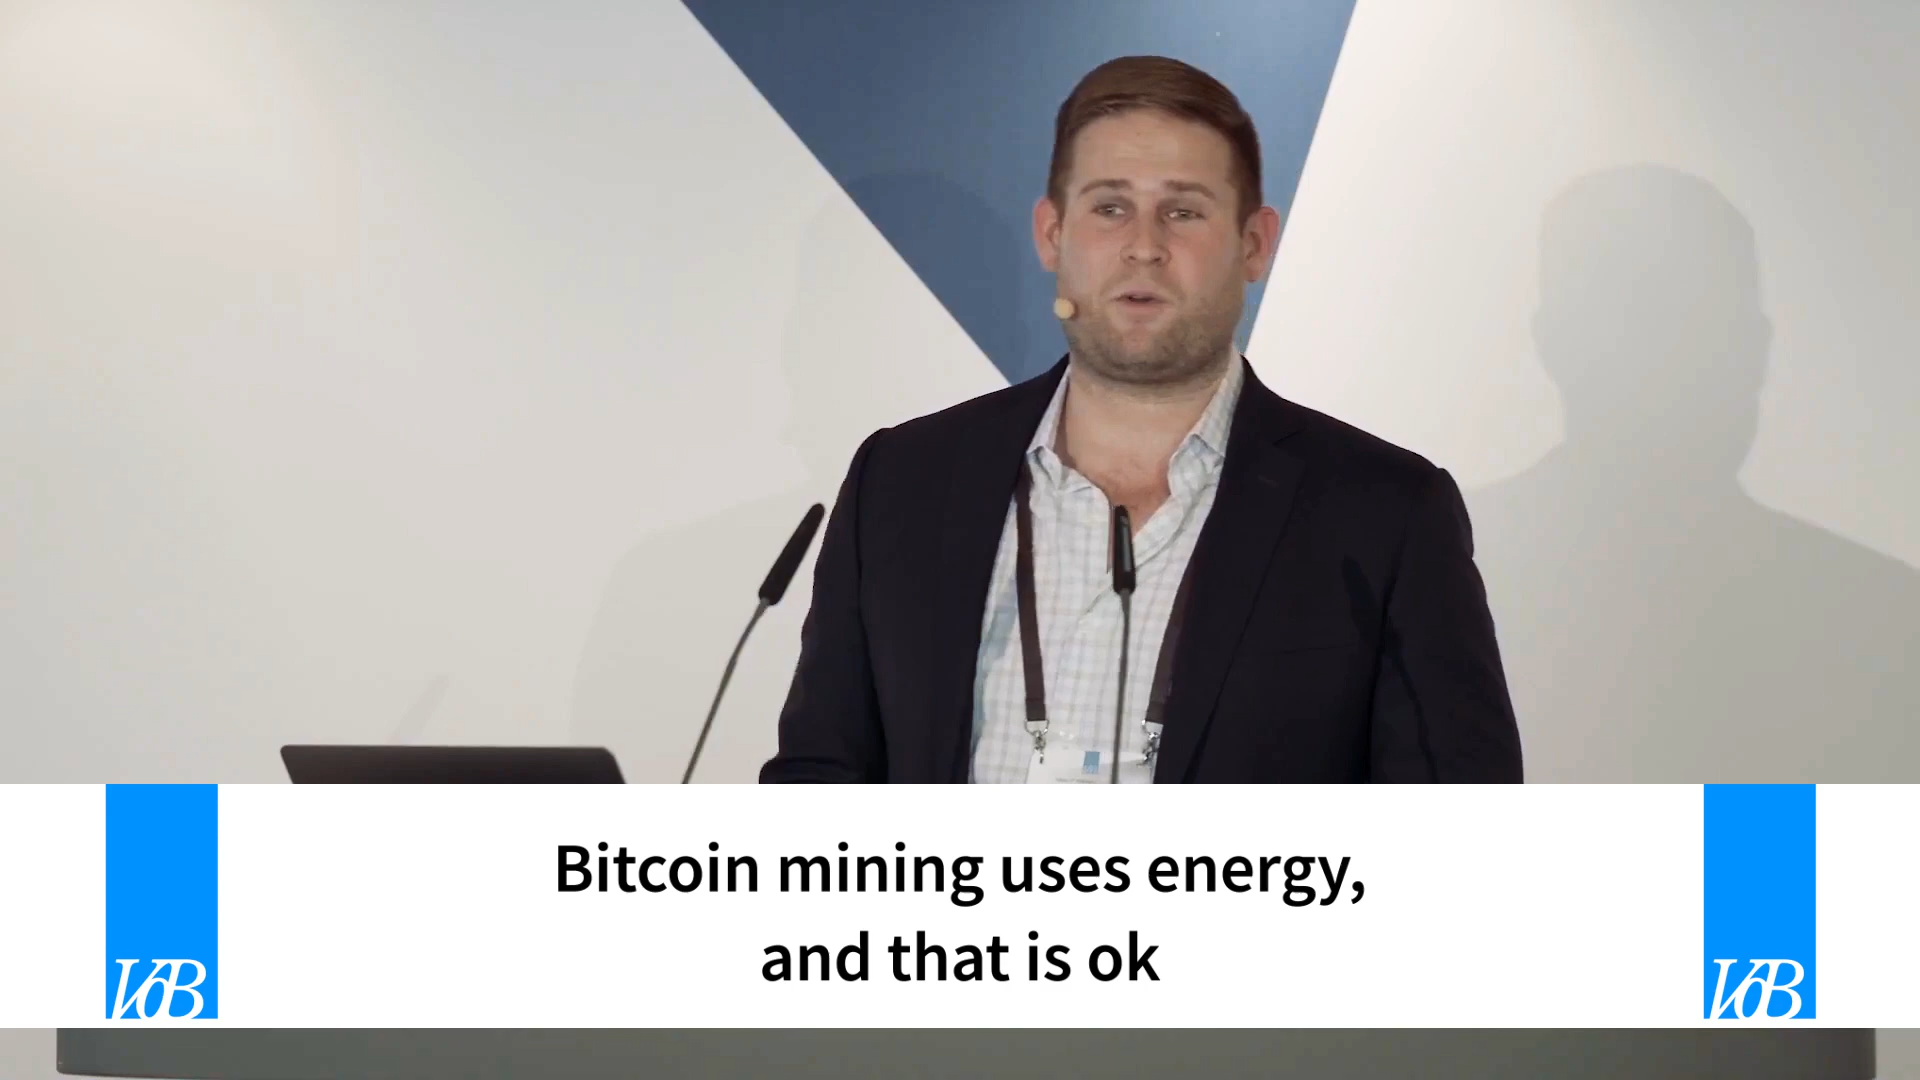 Bitcoin mining uses energy,
and that is ok
VöB VöB